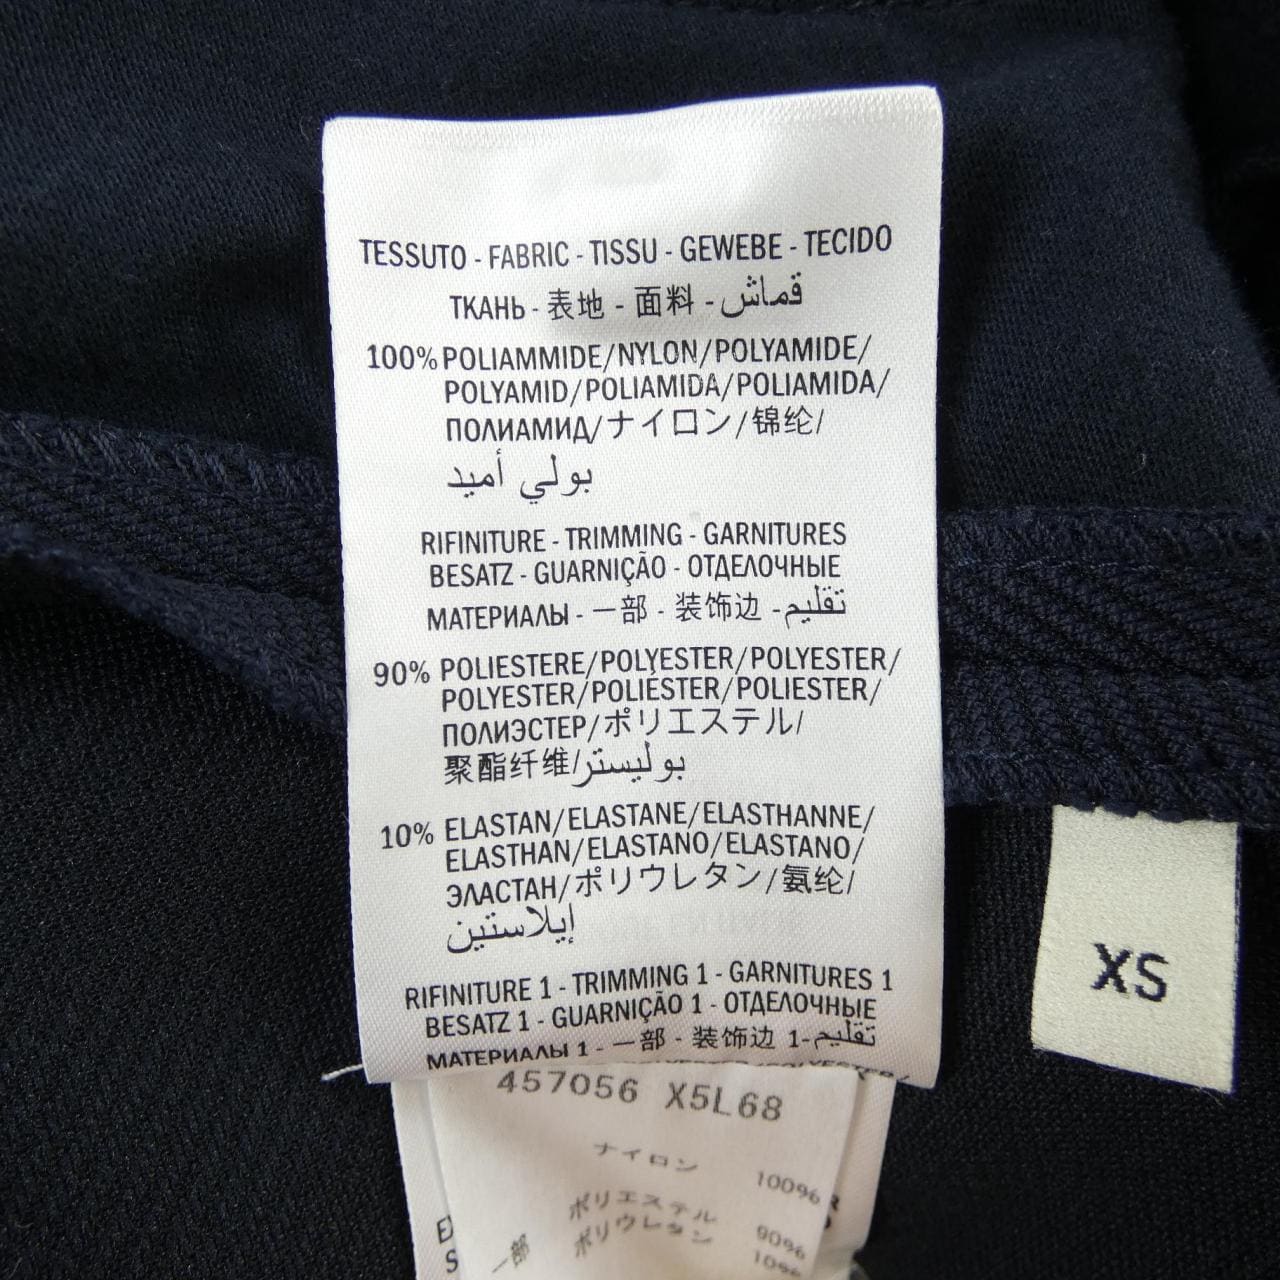 TESSUTO - FABRIC - TISSU - GEWEBE - TECIDO
ТКАНЬ - 表地 - 面料 - قماش
100% POLIAMMIDE/NYLON/POLYAMIDE/
POLYAMID/POLIAMIDA/POLIAMIDA/
ПОЛИАМИД/ナイロン/锦纶/
بولي أميد
RIFINITURE - TRIMMING - GARNITURES
BESATZ - GUARNIÇÃO - ОТДЕЛОЧНЫЕ
МАТЕРИАЛЫ - 一部 - 装饰边 - تقليم
90% POLIESTERE/POLYESTER/POLYESTER/
POLYESTER/POLIÉSTER/POLIESTER/
ПОЛИЭСТЕР/ポリエステル/
聚酯纤维/بوليستر
10% ELASTAN/ELASTANE/ELASTHANNE/
ELASTHAN/ELASTANO/ELASTANO/
ЭЛАСТАН/ポリウレタン/氨纶/
إيلاستين
RIFINITURE 1 - TRIMMING 1 - GARNITURES 1
BESATZ 1 - GUARNIÇÃO 1 - ОТДЕЛОЧНЫЕ
МАТЕРИАЛЫ 1 - 一部 - 装饰边 1 - تقليم
457056 X5L68
ナイロン 100%
ポリエステル 90%
一部 ポリウレタン 10%
XS